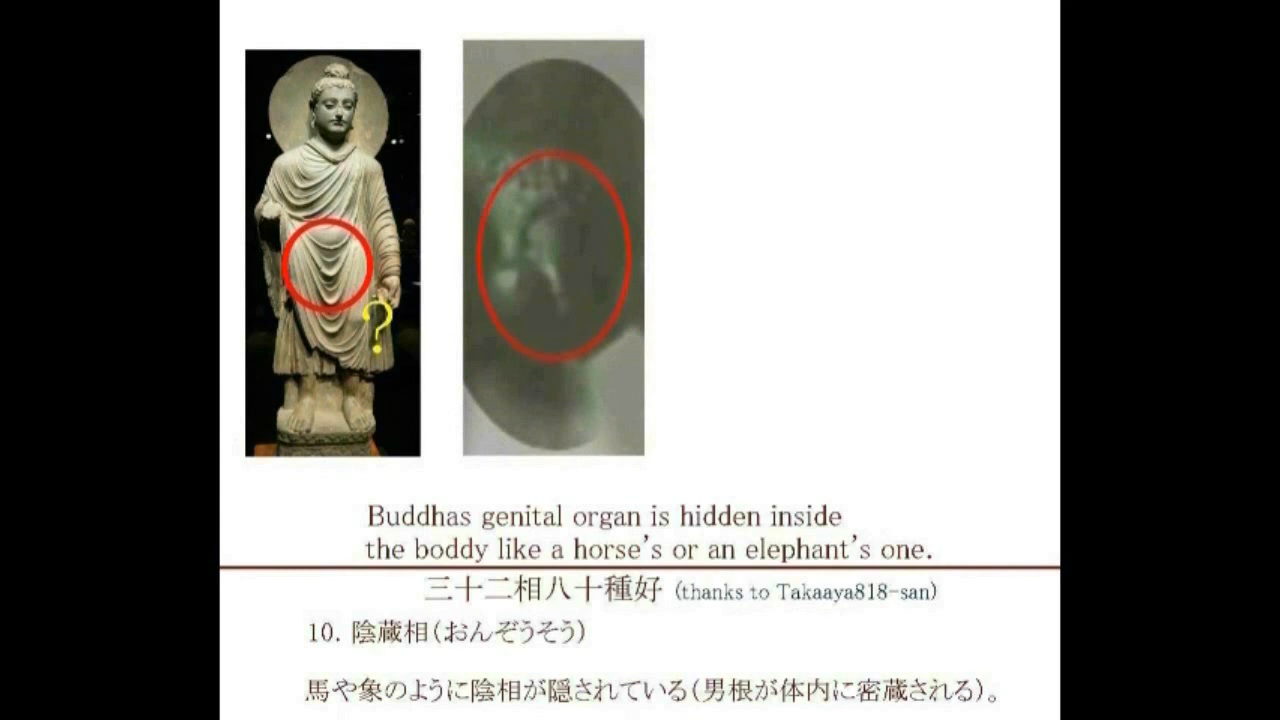 ?
Buddhas genital organ is hidden inside
the boddy like a horse's or an elephant's one.
三十二相八十種好 (thanks to Takaaya818-san)
10. 陰蔵相(おんぞうそう)
馬や象のように陰相が隠されている(男根が体内に密蔵される)。